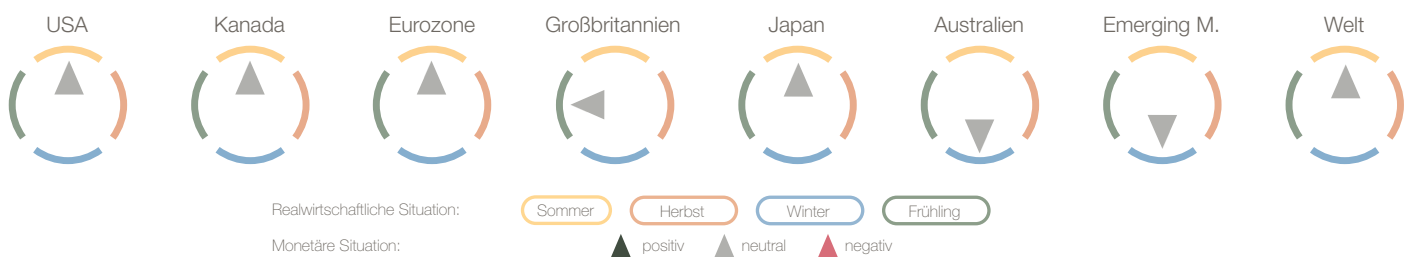 USA Kanada Eurozone Großbritannien Japan Australien Emerging M. Welt
Realwirtschaftliche Situation: Sommer Herbst Winter Frühling
Monetäre Situation: positiv neutral negativ